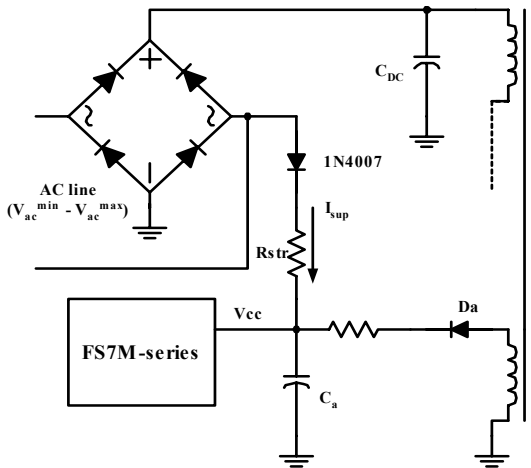 C_DC
1N4007
AC line
(V_ac^min - V_ac^max)
I_sup
Rstr
Vcc
Da
FS7M-series
C_a